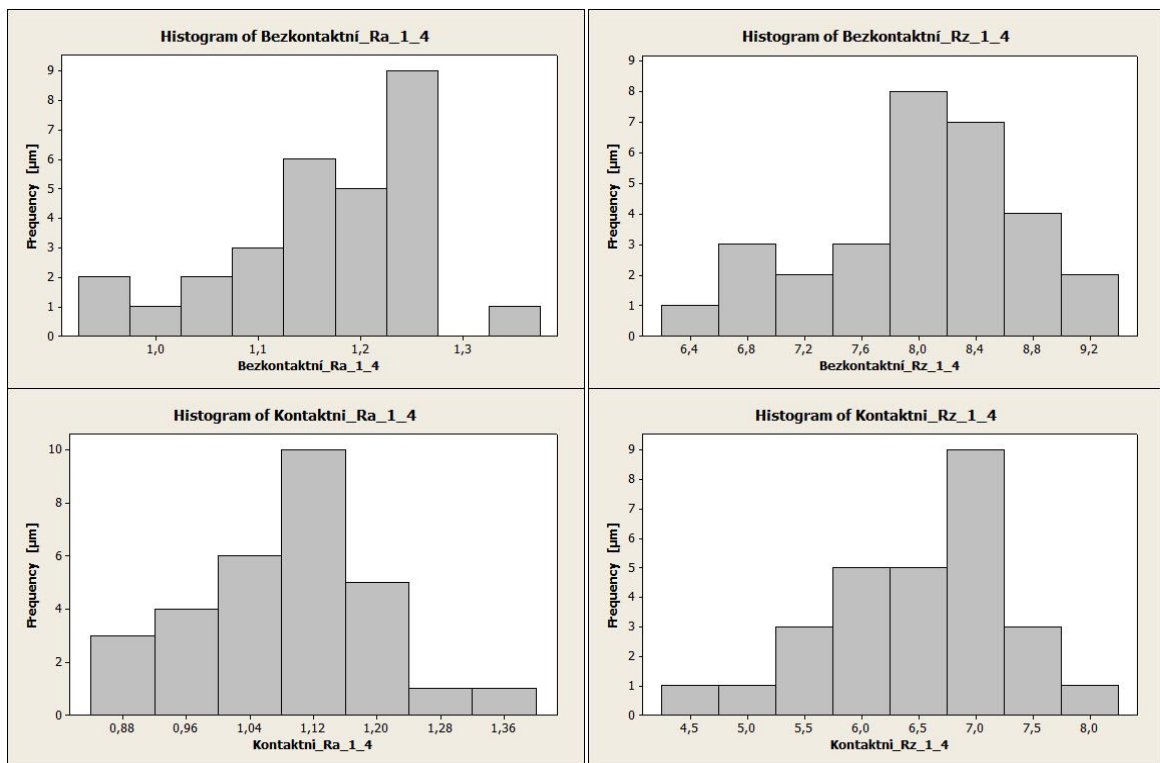 Histogram of Bezkontaktní_Ra_1_4
9
8
7
6
5
4
3
2
1
0
Frequency [µm]
1,0 1,1 1,2 1,3
Bezkontaktní_Ra_1_4
Histogram of Bezkontaktní_Rz_1_4
9
8
7
6
5
4
3
2
1
0
Frequency [µm]
6,4 6,8 7,2 7,6 8,0 8,4 8,8 9,2
Bezkontaktní_Rz_1_4
Histogram of Kontaktni_Ra_1_4
10
8
6
4
2
0
Frequency [µm]
0,88 0,96 1,04 1,12 1,20 1,28 1,36
Kontaktni_Ra_1_4
Histogram of Kontaktni_Rz_1_4
9
8
7
6
5
4
3
2
1
0
Frequency [µm]
4,5 5,0 5,5 6,0 6,5 7,0 7,5 8,0
Kontaktni_Rz_1_4